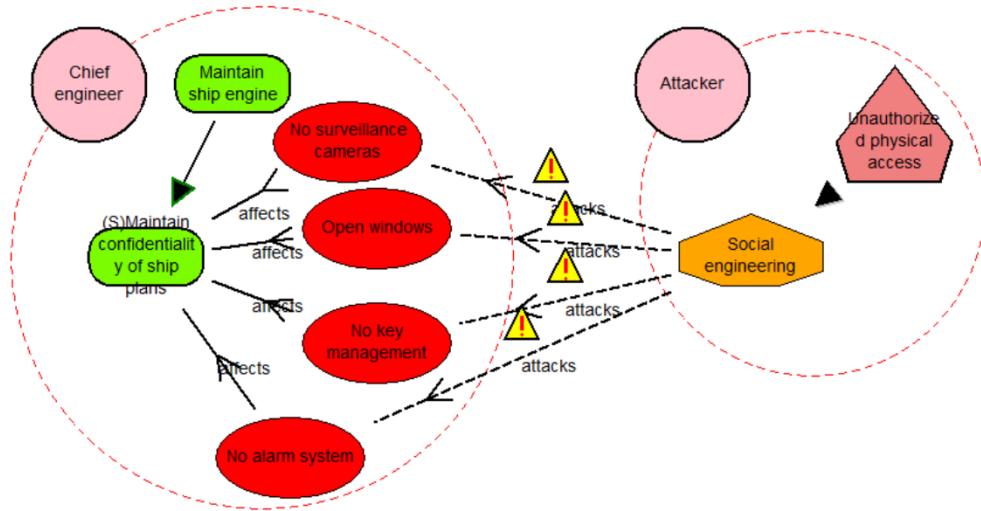 Chief
engineer
Maintain
ship engine
No surveillance
cameras
affects
Open windows
affects
(S)Maintain
confidentialit
y of ship
plans
affects
No key
management
affects
No alarm system
Attacker
Unauthorize
d physical
access
Social
engineering
attacks
attacks
attacks
attacks